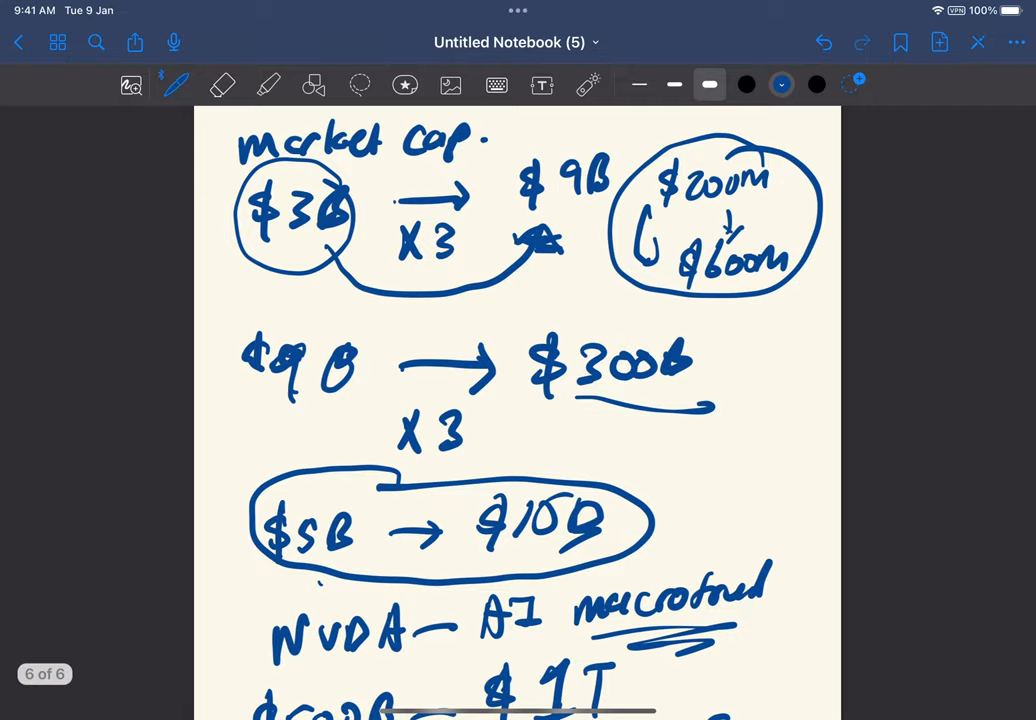 9:41 AM Tue 9 Jan
VPN 100%
Untitled Notebook (5)
market cap.
$3B → $9B
X3
$200m
↓
$600m
$9B → $300B
X3
$5B → $10B
NVDA — AI macrotrend
$1T
6 of 6